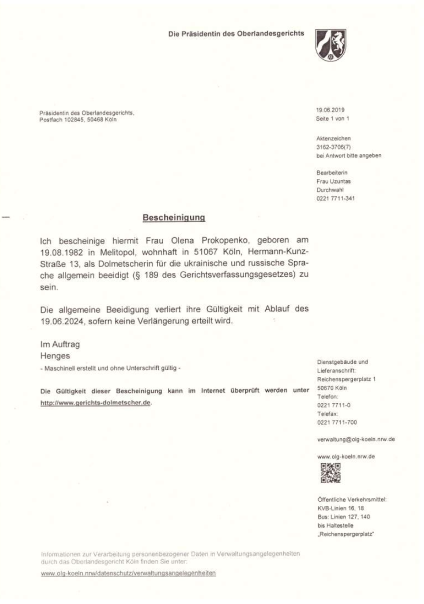 Die Präsidentin des Oberlandesgerichts
Präsidentin des Oberlandesgerichts,
Postfach 102845, 50468 Köln
19.06.2019
Seite 1 von 1
Aktenzeichen
3162-3706(7)
bei Antwort bitte angeben
Bearbeiterin
Frau Uzuntas
Durchwahl
0221 7711-341
Bescheinigung
Ich bescheinige hiermit Frau Olena Prokopenko, geboren am
19.08.1982 in Melitopol, wohnhaft in 51067 Köln, Hermann-Kunz-
Straße 13, als Dolmetscherin für die ukrainische und russische Spra-
che allgemein beeidigt (§ 189 des Gerichtsverfassungsgesetzes) zu
sein.
Die allgemeine Beeidigung verliert ihre Gültigkeit mit Ablauf des
19.06.2024, sofern keine Verlängerung erteilt wird.
Im Auftrag
Henges
- Maschinell erstellt und ohne Unterschrift gültig -
Die Gültigkeit dieser Bescheinigung kann im Internet überprüft werden unter
http://www.gerichts-dolmetscher.de.
Dienstgebäude und
Lieferanschrift:
Reichenspergerplatz 1
50670 Köln
Telefon:
0221 7711-0
Telefax:
0221 7711-700
verwaltung@olg-koeln.nrw.de
www.olg-koeln.nrw.de
Öffentliche Verkehrsmittel:
KVB-Linien 16, 18
Bus: Linien 127, 140
bis Haltestelle
„Reichenspergerplatz"
Informationen zur Verarbeitung personenbezogener Daten in Verwaltungsangelegenheiten
durch das Oberlandesgericht Köln finden Sie unter:
www.olg-koeln.nrw/datenschutz/verwaltungsangelegenheiten